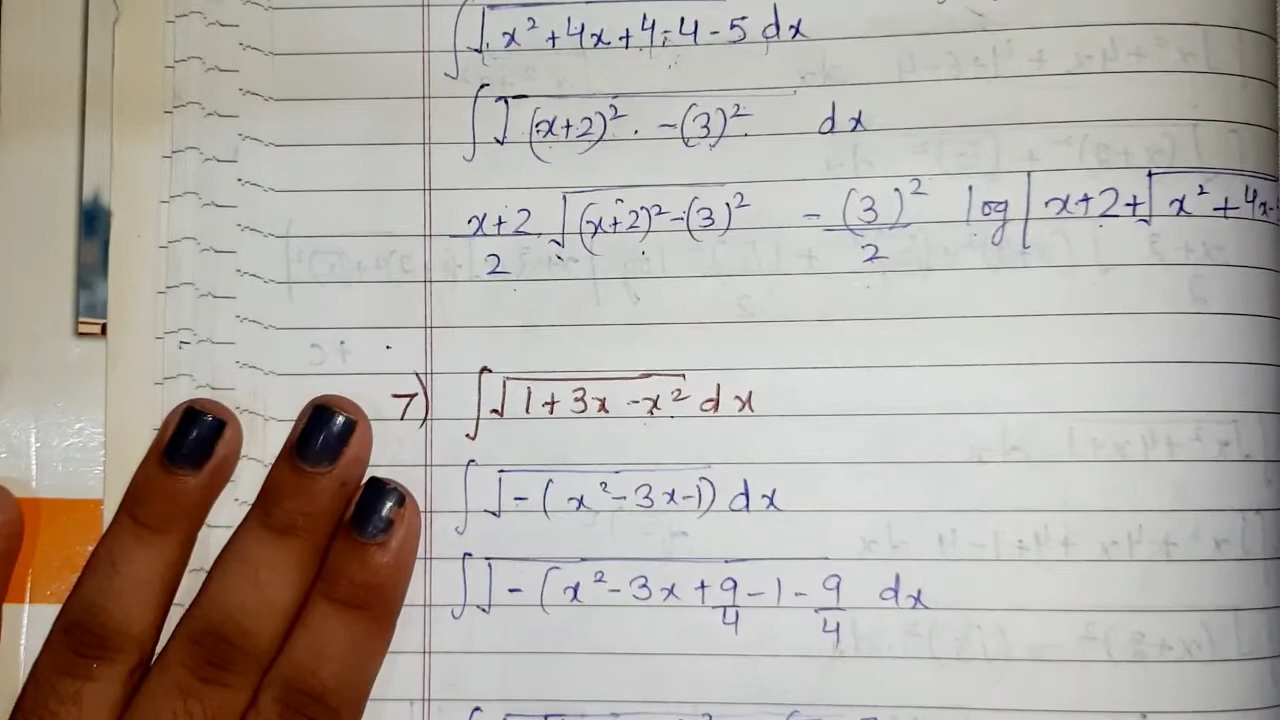 ∫√x²+4x+4-4-5 dx
∫√(x+2)² - (3)² dx
x+2/2 √(x+2)²-(3)² - (3)²/2 log|x+2+√x²+4x-
7) ∫√1+3x-x² dx
∫√-(x²-3x-1) dx
∫√-(x²-3x+9/4-1-9/4 dx